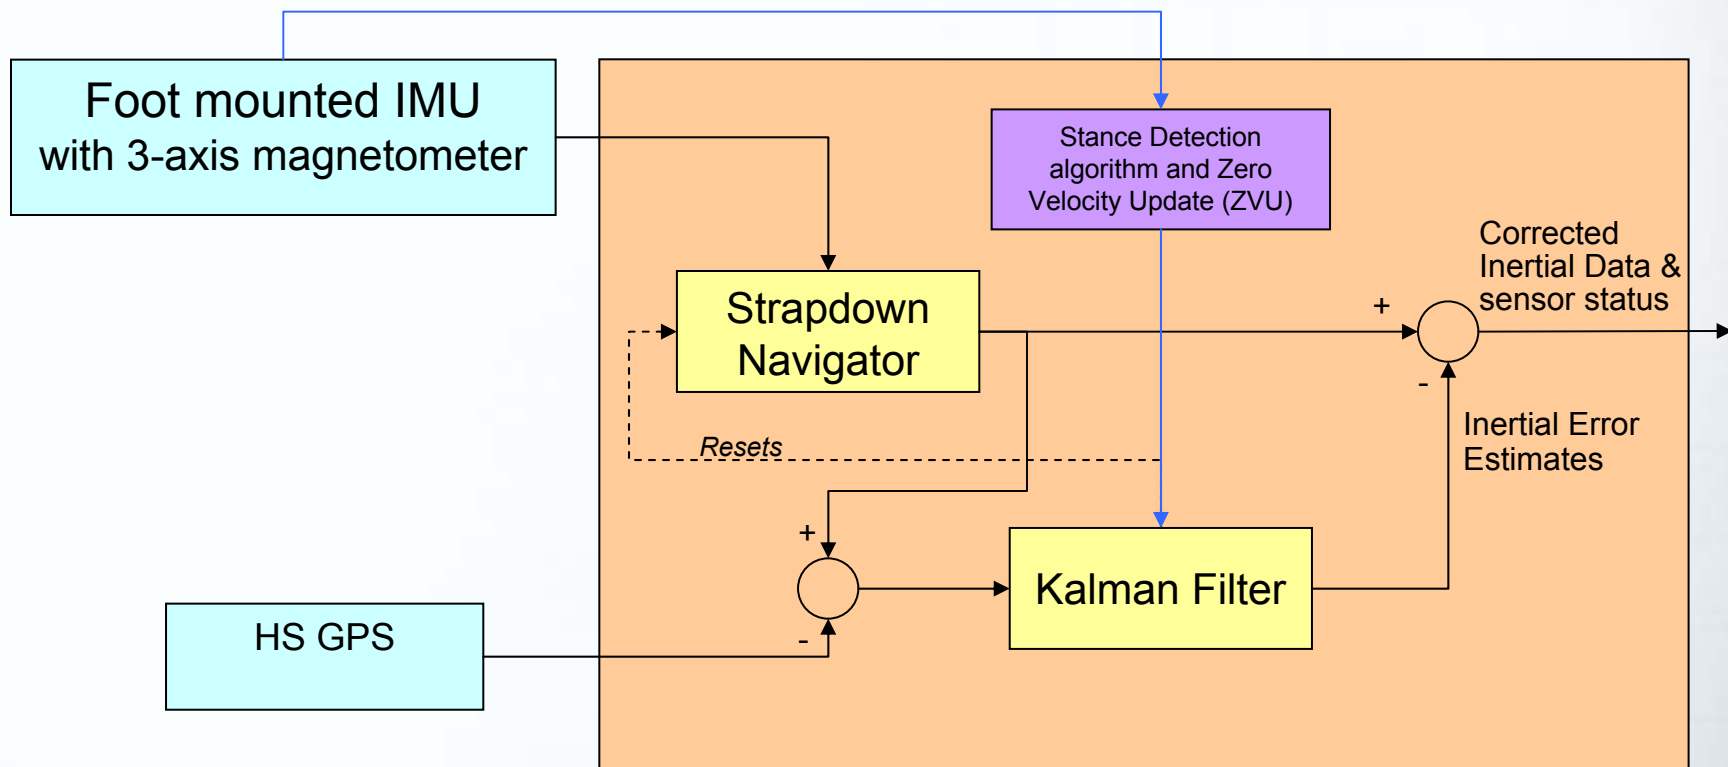 Foot mounted IMU
with 3-axis magnetometer
Stance Detection
algorithm and Zero
Velocity Update (ZVU)
Corrected
Inertial Data &
sensor status
+
Strapdown
Navigator
-
Inertial Error
Estimates
Resets
+
Kalman Filter
HS GPS
-